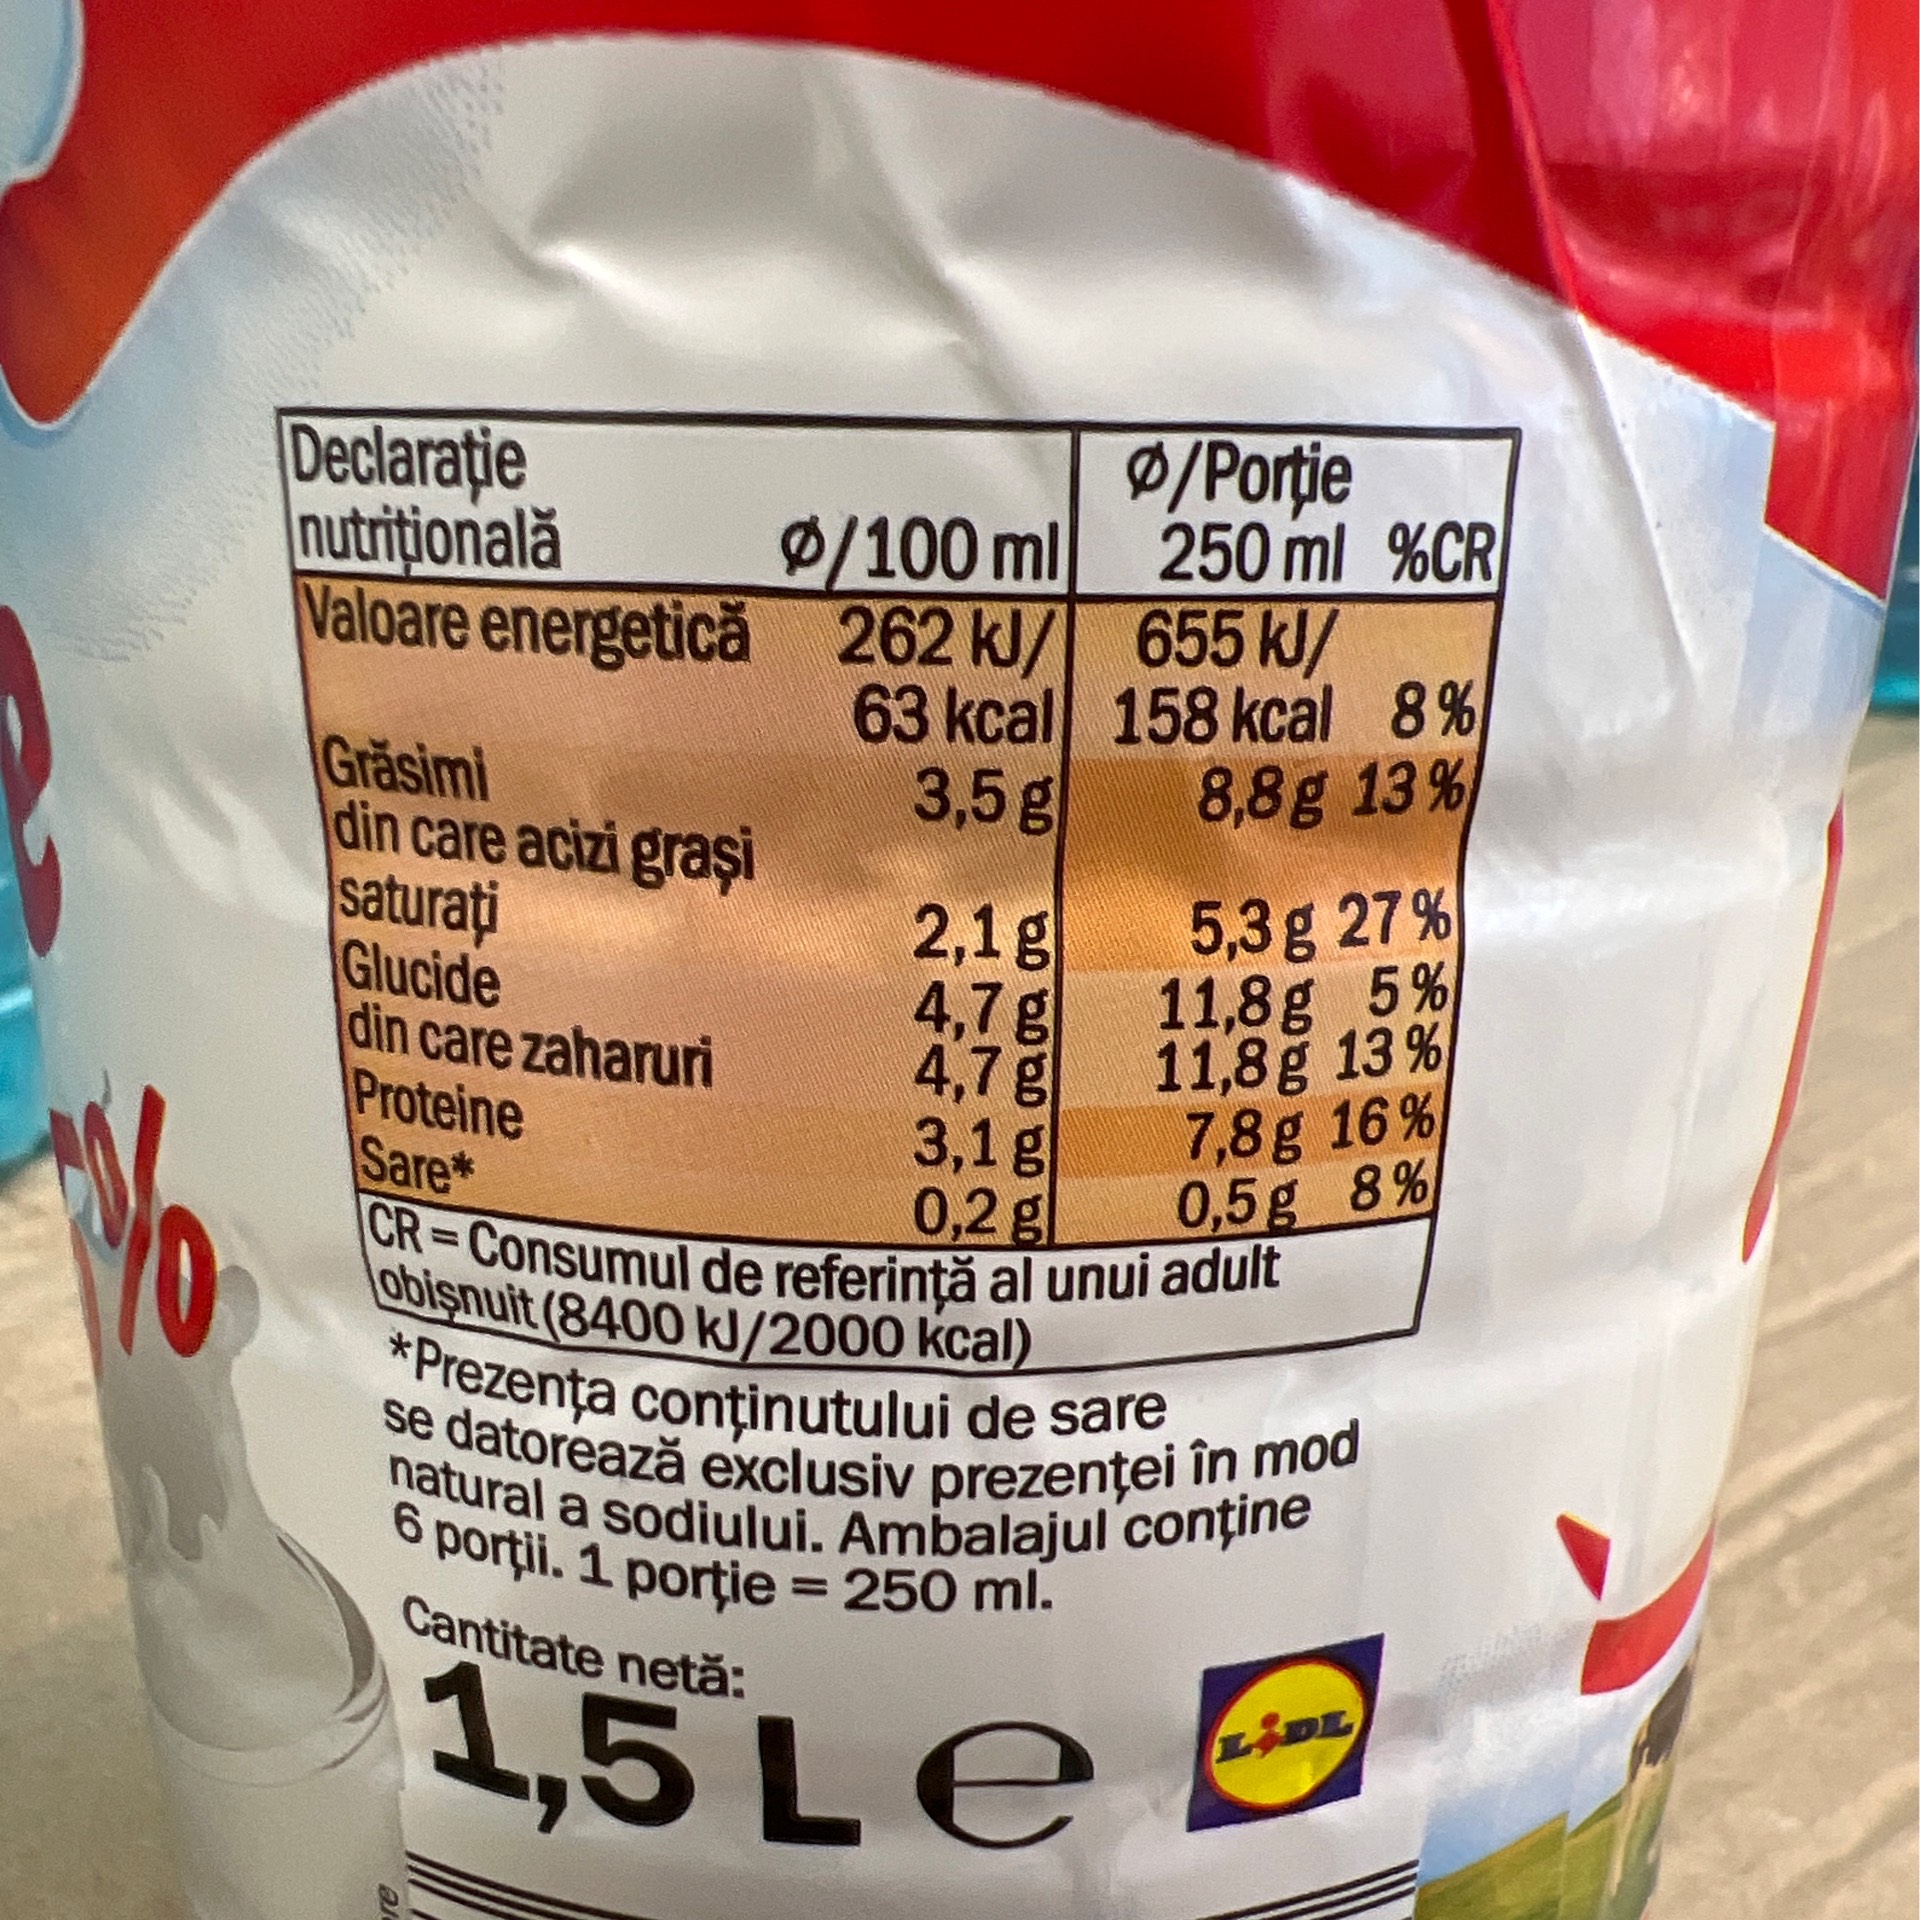 Declarație
nutrițională Ø/100 ml
Ø/Porție
250 ml %CR
Valoare energetică 262 kJ/ 655 kJ/
63 kcal 158 kcal 8 %
Grăsimi 3,5 g 8,8 g 13 %
din care acizi grași
saturați 2,1 g 5,3 g 27 %
Glucide 4,7 g 11,8 g 5 %
din care zaharuri 4,7 g 11,8 g 13 %
Proteine 3,1 g 7,8 g 16 %
Sare* 0,2 g 0,5 g 8 %
CR = Consumul de referință al unui adult
obișnuit (8400 kJ/2000 kcal)
*Prezența conținutului de sare
se datorează exclusiv prezenței în mod
natural a sodiului. Ambalajul conține
6 porții. 1 porție = 250 ml.
Cantitate netă:
1,5 L e
LIDL
e
%